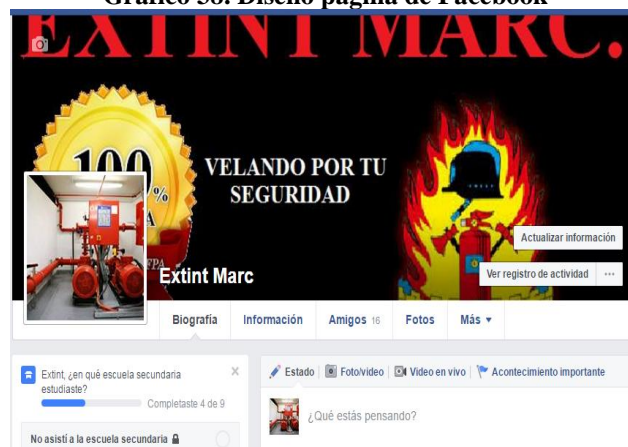 Gráfico 38. Diseño página de Facebook
EXTINT MARC.
100%
VELANDO POR TU
SEGURIDAD
Actualizar información
Ver registro de actividad ...
Extint Marc
Biografía Información Amigos 16 Fotos Más
Extint, ¿en qué escuela secundaria
estudiaste?
Completaste 4 de 9
No asistí a la escuela secundaria
Estado Foto/video Video en vivo Acontecimiento importante
¿Qué estás pensando?